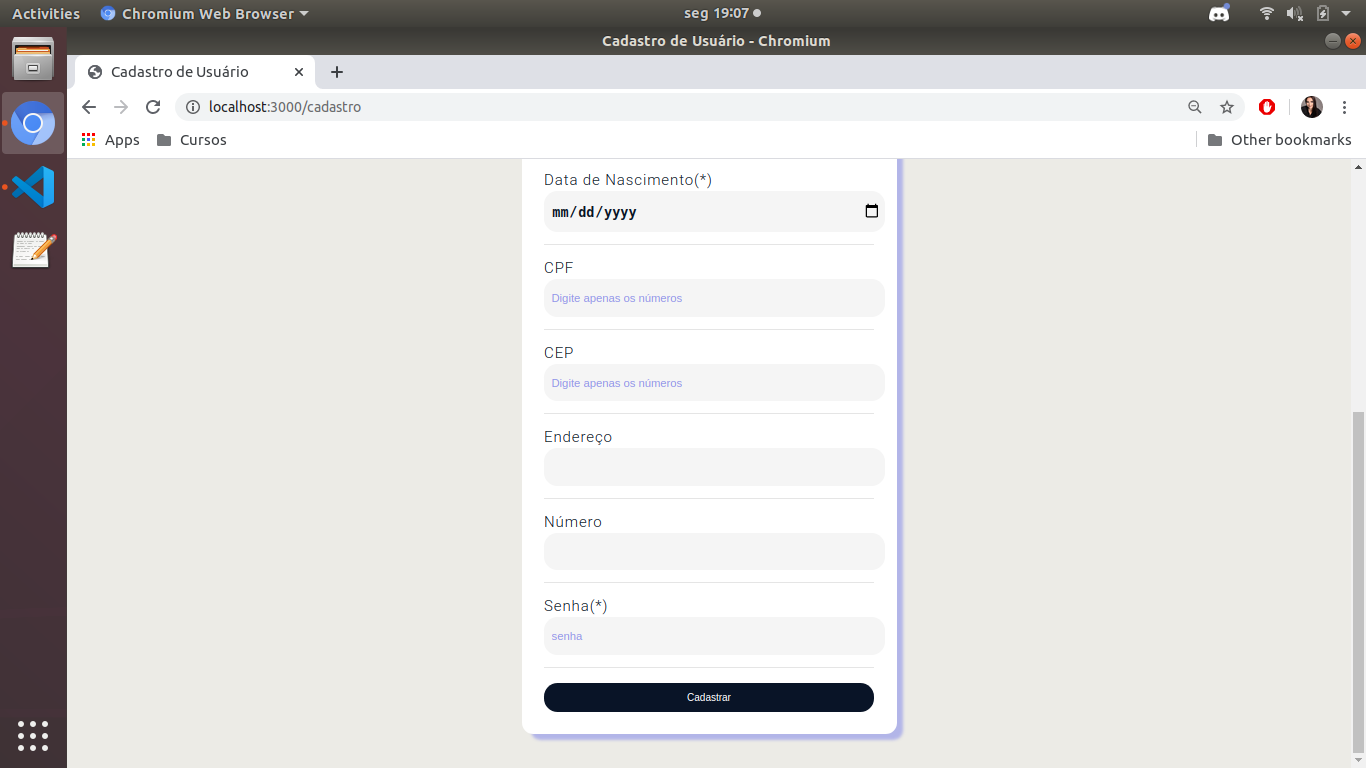 Activities
Chromium Web Browser
seg 19:07
Cadastro de Usuário - Chromium
Cadastro de Usuário
localhost:3000/cadastro
Apps
Cursos
Other bookmarks
Data de Nascimento(*)
mm/dd/yyyy
CPF
Digite apenas os números
CEP
Digite apenas os números
Endereço
Número
Senha(*)
senha
Cadastrar